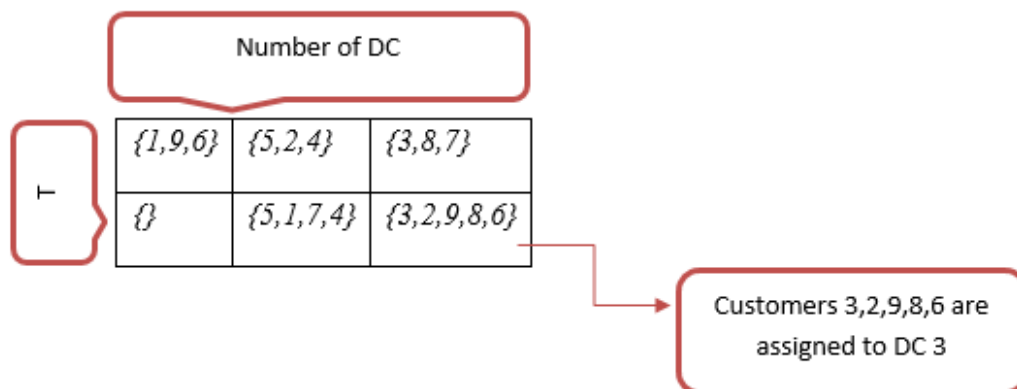 Number of DC
T
{1,9,6} {5,2,4} {3,8,7}
{} {5,1,7,4} {3,2,9,8,6}
Customers 3,2,9,8,6 are
assigned to DC 3